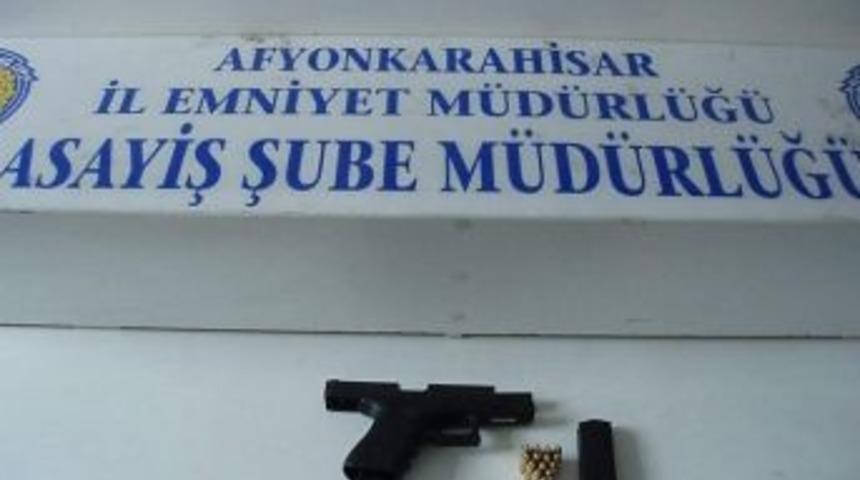 AFYONKARAHİSAR
İL EMNİYET MÜDÜRLÜĞÜ
ASAYİŞ ŞUBE MÜDÜRLÜĞÜ